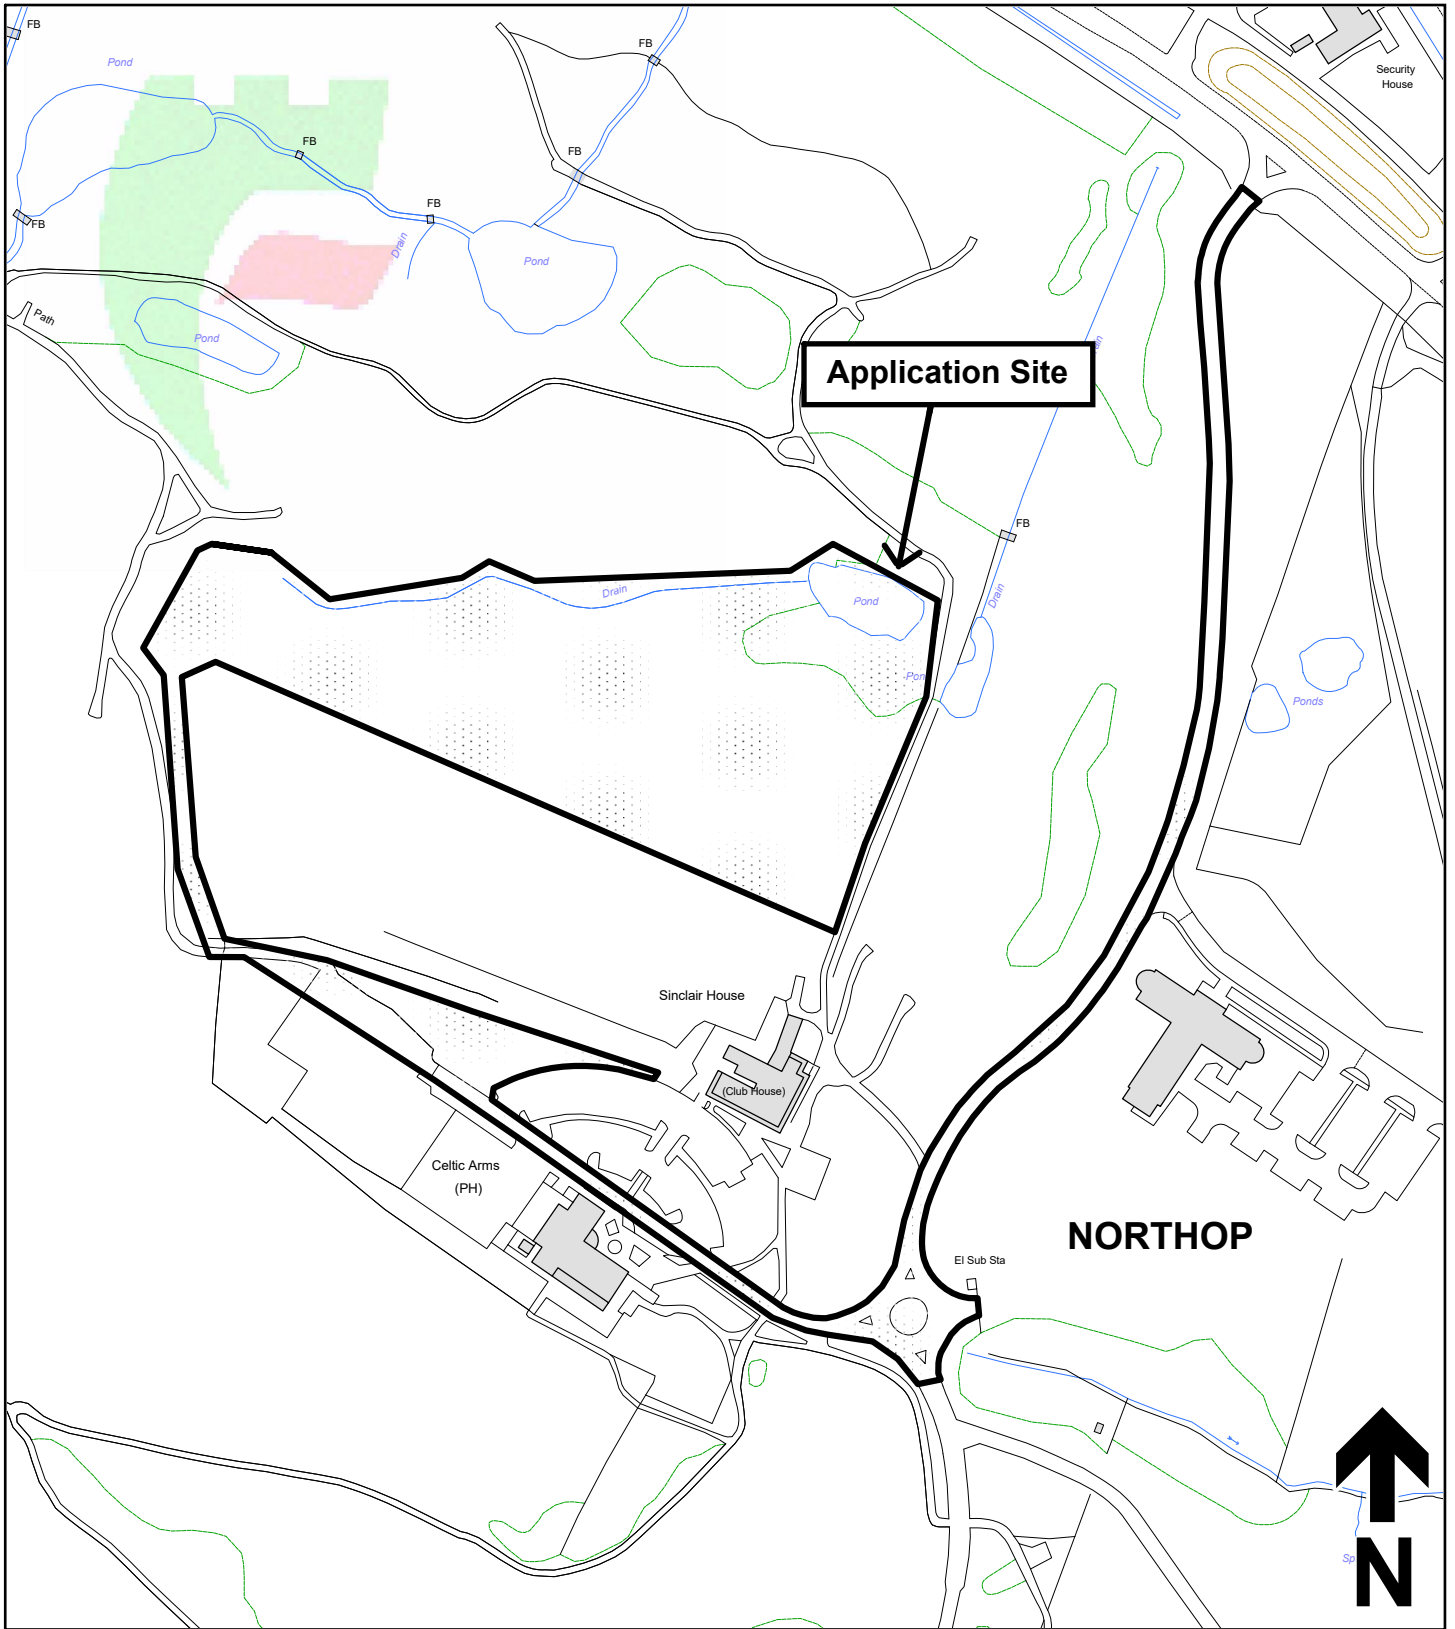 FB
Pond
FB
Security
House
FB
FB
FB
FB
Drain
Pond
Path
Pond
Application Site
FB
Drain
Pond
Drain
Ponds
Sinclair House
(Club House)
Celtic Arms
(PH)
NORTHOP
El Sub Sta
N